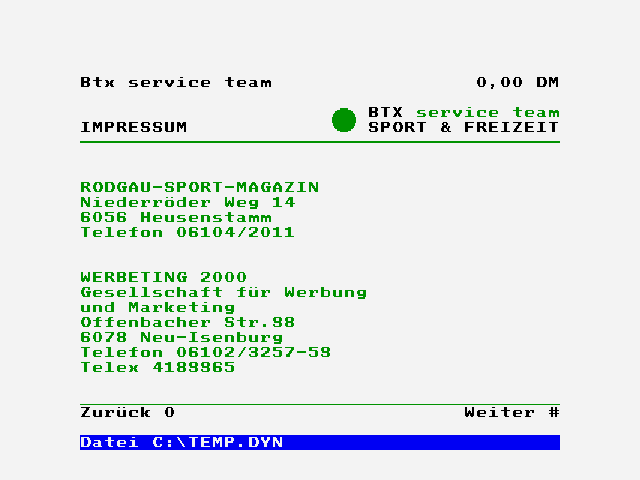 Btx service team 0,00 DM
BTX service team
IMPRESSUM SPORT & FREIZEIT
RODGAU-SPORT-MAGAZIN
Niederröder Weg 14
6056 Heusenstamm
Telefon 06104/2011
WERBETING 2000
Gesellschaft für Werbung
und Marketing
Offenbacher Str.98
6078 Neu-Isenburg
Telefon 06102/3257-58
Telex 4189965
Zurück 0 Weiter #
Datei C:\TEMP.DYN